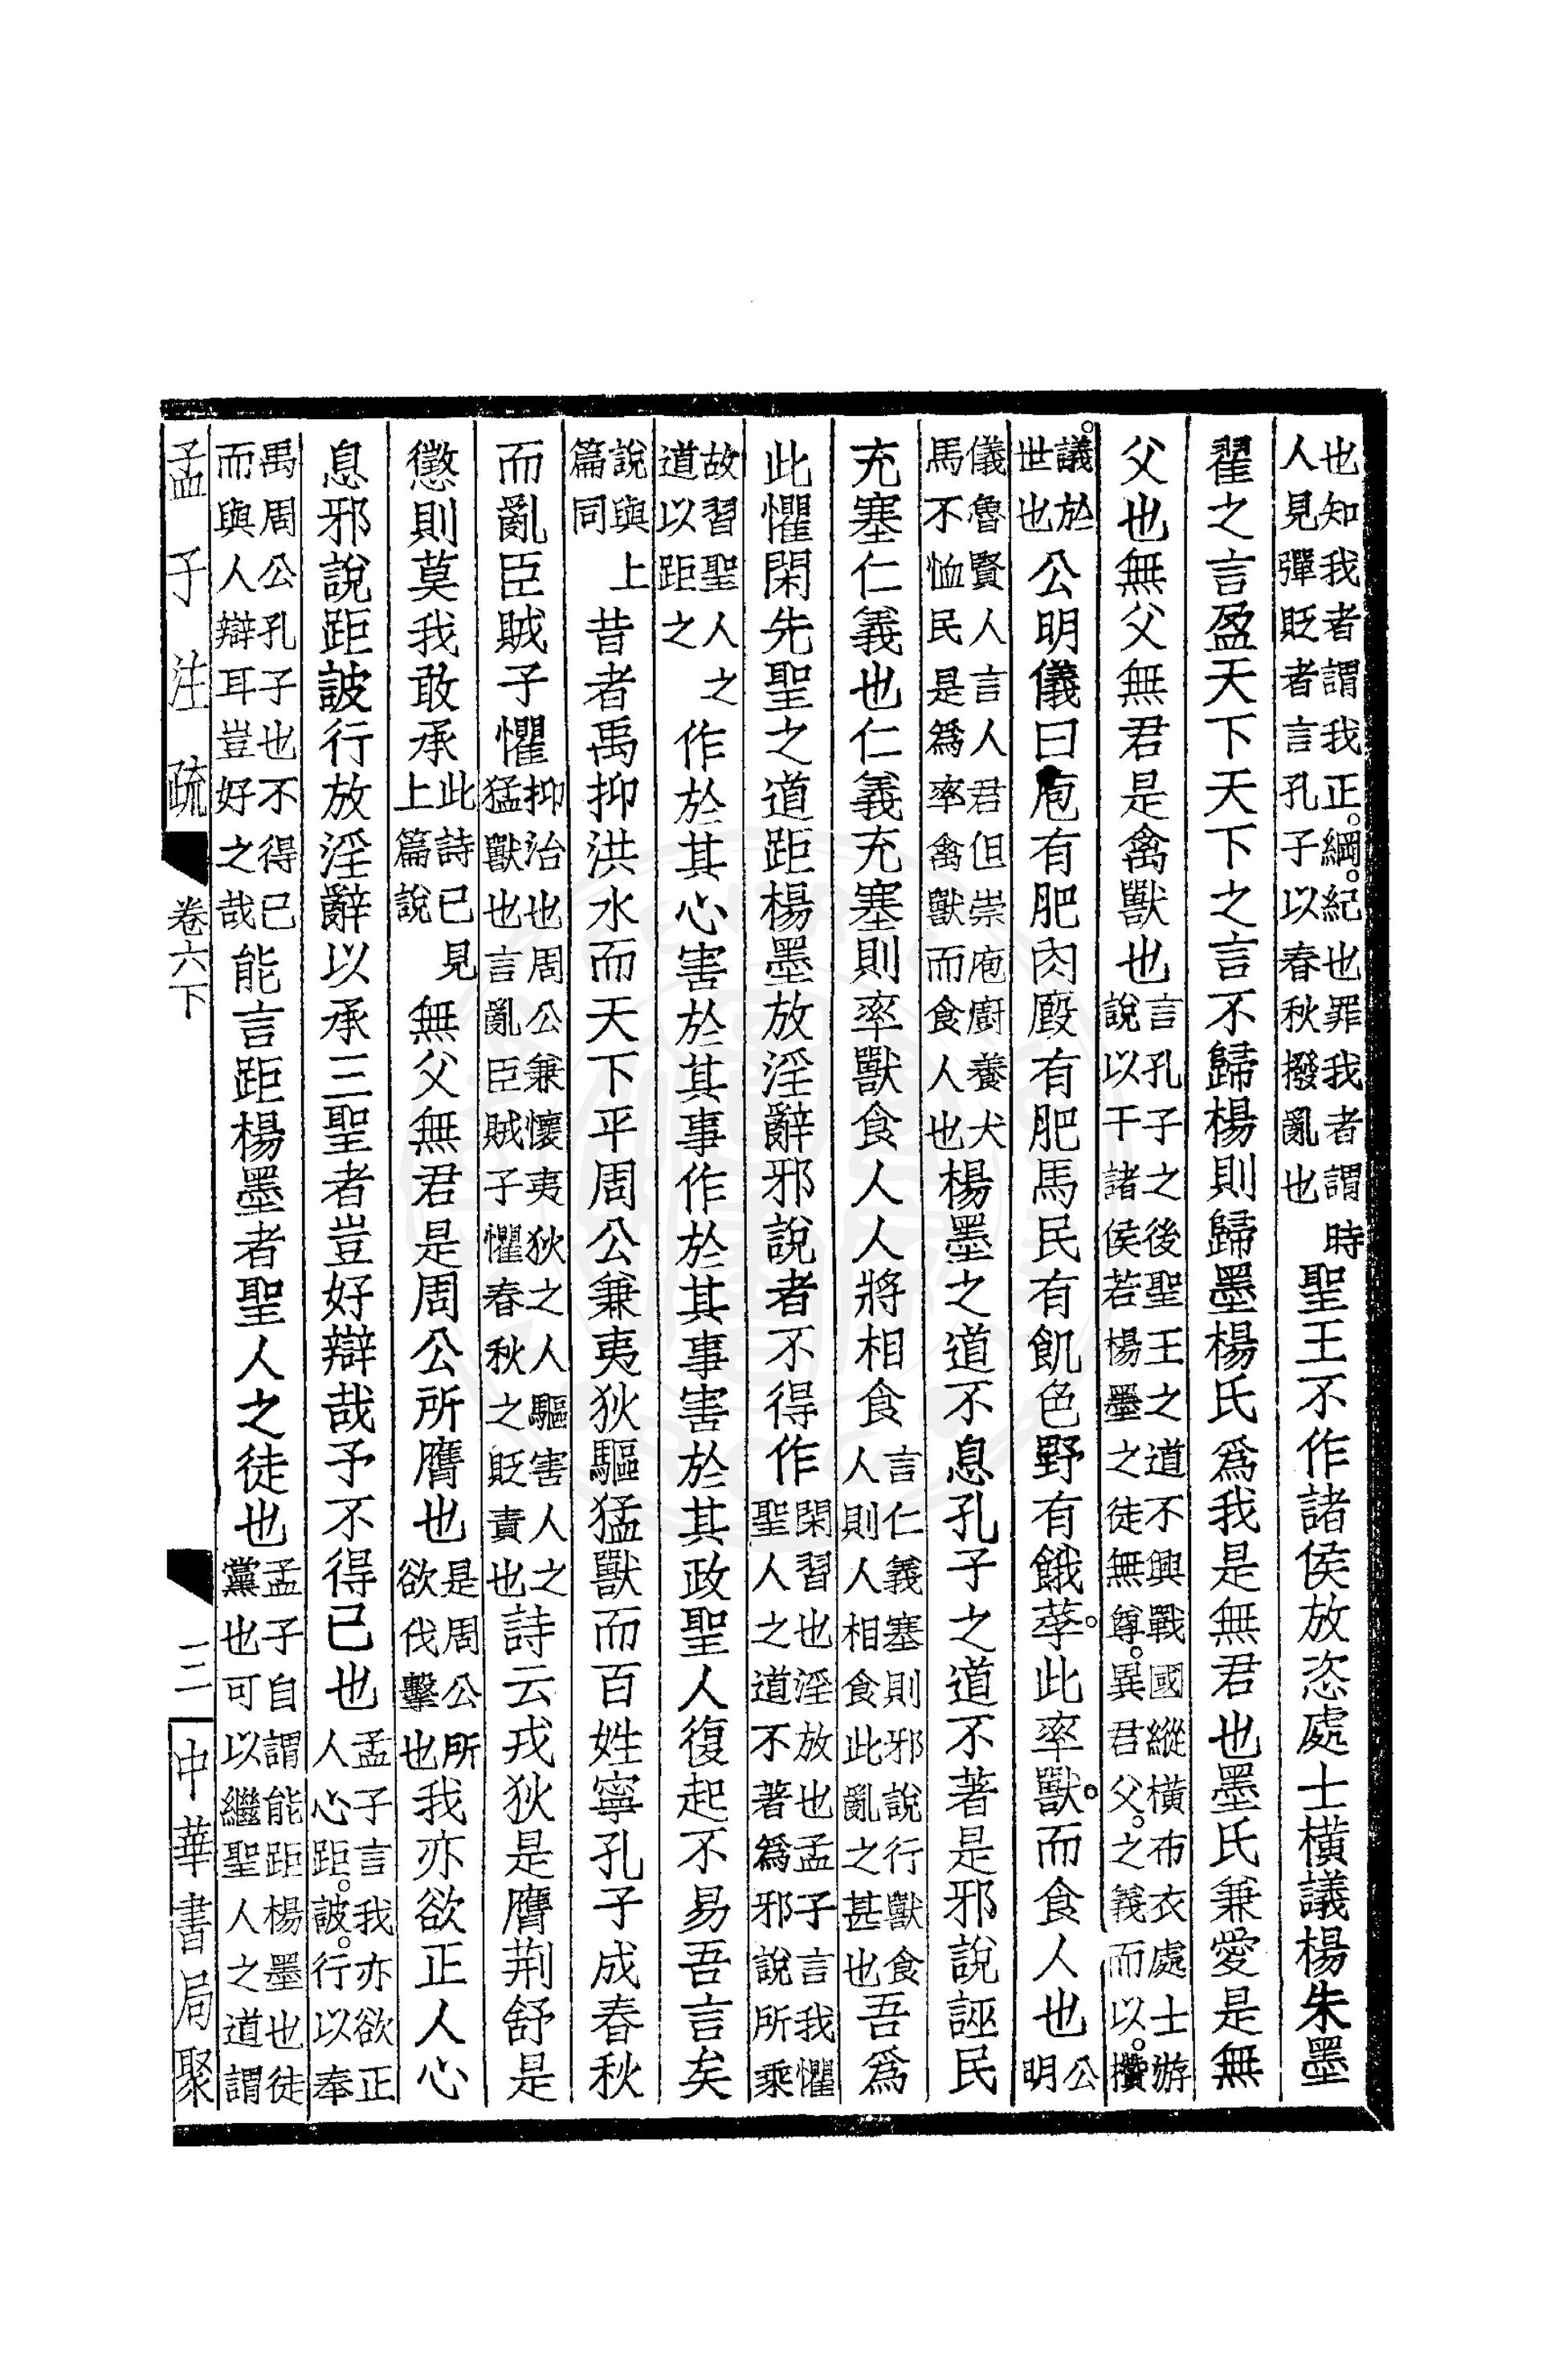 也知我者謂我正。綱。紀也罪我者謂時人見彈貶者言孔子以春秋撥亂也聖王不作諸侯放恣處士橫議楊朱墨
翟之言盈天下天下之言不歸楊則歸墨楊氏爲我是無君也墨氏兼愛是無
父也無父無君是禽獸也言孔子之後聖王之道不興戰國縱橫布衣處士游說以干諸侯若楊墨之徒無尊。異君父。之義而以。攢
。議於世也公明儀曰庖有肥肉廄有肥馬民有飢色野有餓莩。此率獸。而食人也公明
儀魯賢人言人君但崇庖廚養犬馬不恤民是爲率禽獸而食人也楊墨之道不息孔子之道不著是邪說誣民
充塞仁義也仁義充塞則率獸食人人將相食言仁義塞則邪說行獸食人則人相食此亂之甚也吾爲
此懼閑先聖之道距楊墨放淫辭邪說者不得作閑習也淫放也孟子言我懼聖人之道不著爲邪說所乘
故習聖人之道以距之作於其心害於其事作於其事害於其政聖人復起不易吾言矣
說與上篇同昔者禹抑洪水而天下平周公兼夷狄驅猛獸而百姓寧孔子成春秋
而亂臣賊子懼抑治也周公兼懷夷狄之人驅害人之猛獸也言亂臣賊子懼春秋之貶責也詩云戎狄是膺荆舒是
懲則莫我敢承此詩已見上篇說無父無君是周公所膺也是周公所欲伐擊也我亦欲正人心
息邪說距詖行放淫辭以承三聖者豈好辯哉予不得已也孟子言我亦欲正人心距。詖。行以奉
禹周公孔子也不得已而與人辯耳豈好之哉能言距楊墨者聖人之徒也孟子自謂能距楊墨也徒黨也可以繼聖人之道謂
孟子注疏 卷六下 二 中華書局聚